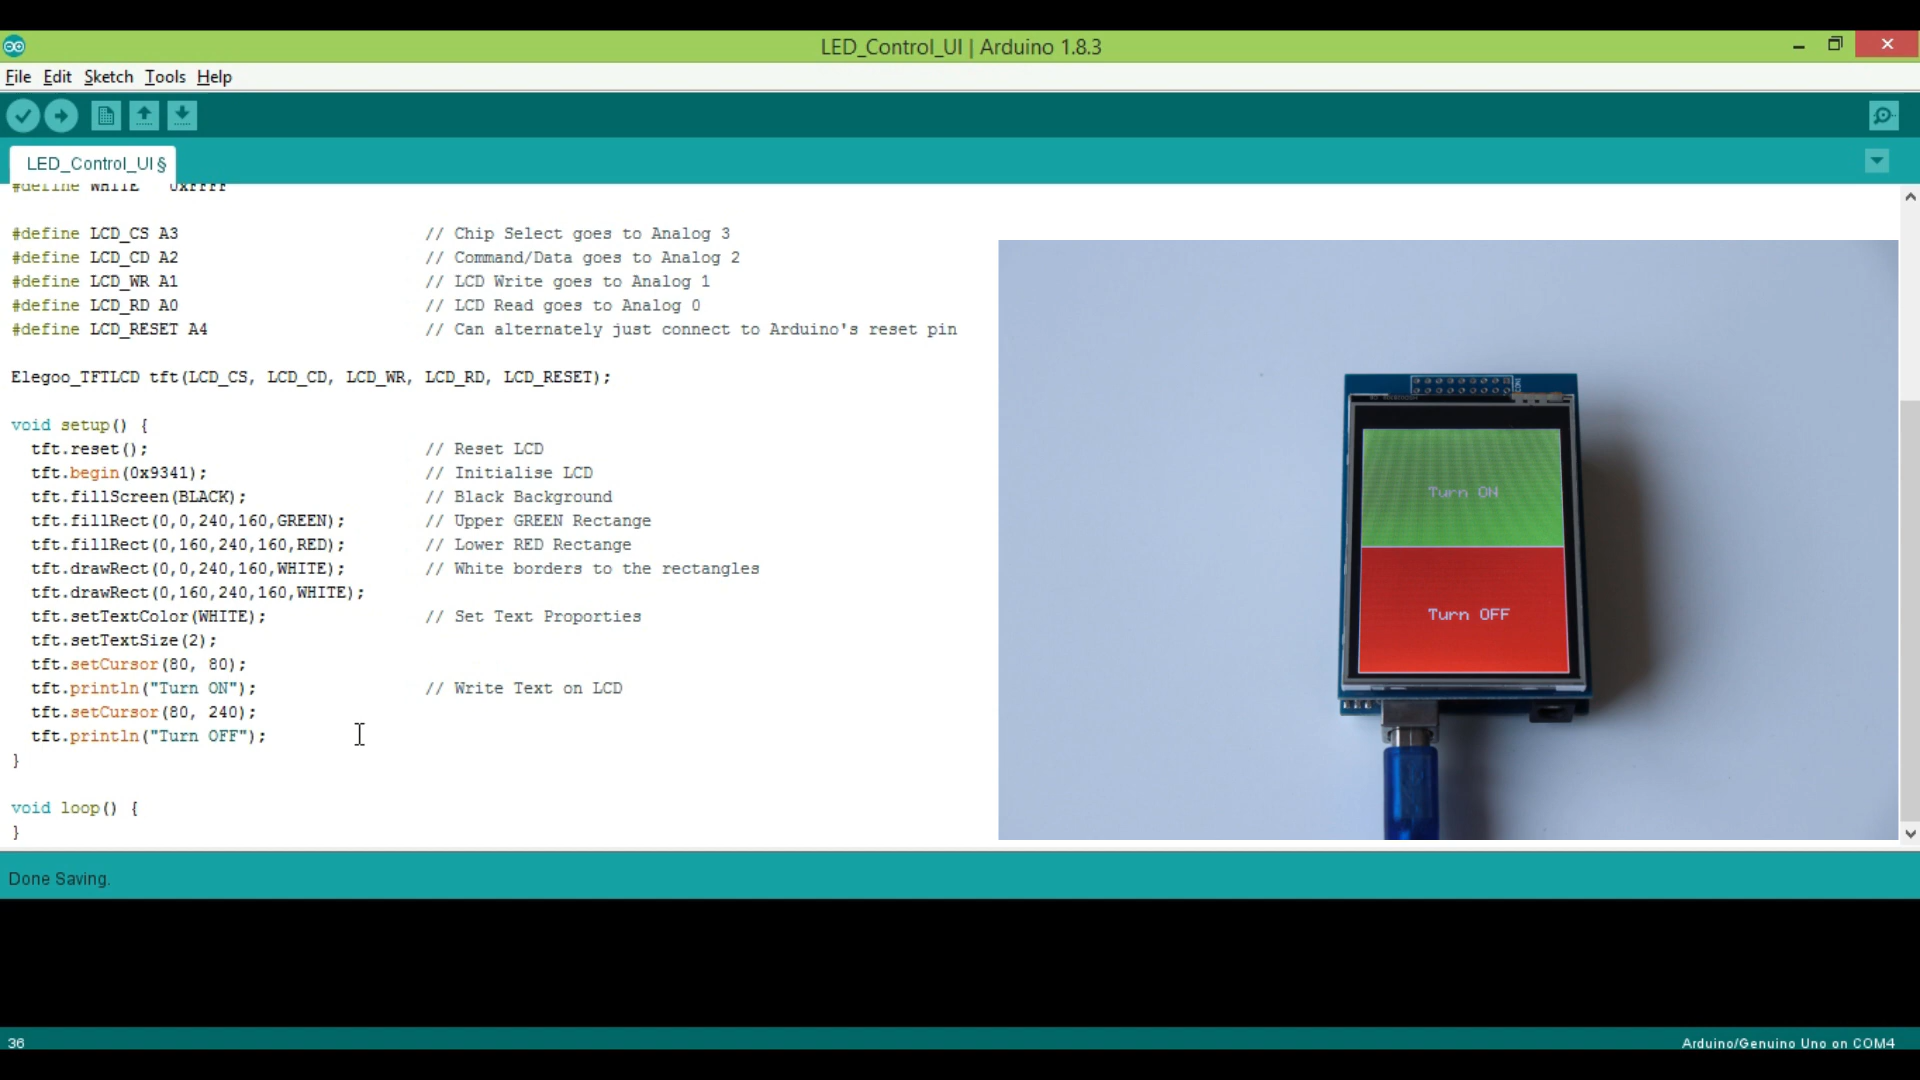 LED_Control_UI | Arduino 1.8.3
File Edit Sketch Tools Help
LED_Control_UI §
#define WHITE 0xFFFF
#define LCD_CS A3 // Chip Select goes to Analog 3
#define LCD_CD A2 // Command/Data goes to Analog 2
#define LCD_WR A1 // LCD Write goes to Analog 1
#define LCD_RD A0 // LCD Read goes to Analog 0
#define LCD_RESET A4 // Can alternately just connect to Arduino's reset pin
Elegoo_TFTLCD tft(LCD_CS, LCD_CD, LCD_WR, LCD_RD, LCD_RESET);
void setup() {
tft.reset(); // Reset LCD
tft.begin(0x9341); // Initialise LCD
tft.fillScreen(BLACK); // Black Background
tft.fillRect(0,0,240,160,GREEN); // Upper GREEN Rectange
tft.fillRect(0,160,240,160,RED); // Lower RED Rectange
tft.drawRect(0,0,240,160,WHITE); // White borders to the rectangles
tft.drawRect(0,160,240,160,WHITE);
tft.setTextColor(WHITE); // Set Text Proporties
tft.setTextSize(2);
tft.setCursor(80, 80);
tft.println("Turn ON"); // Write Text on LCD
tft.setCursor(80, 240);
tft.println("Turn OFF");
}
void loop() {
}
Turn ON
Turn OFF
Done Saving.
36
Arduino/Genuino Uno on COM4